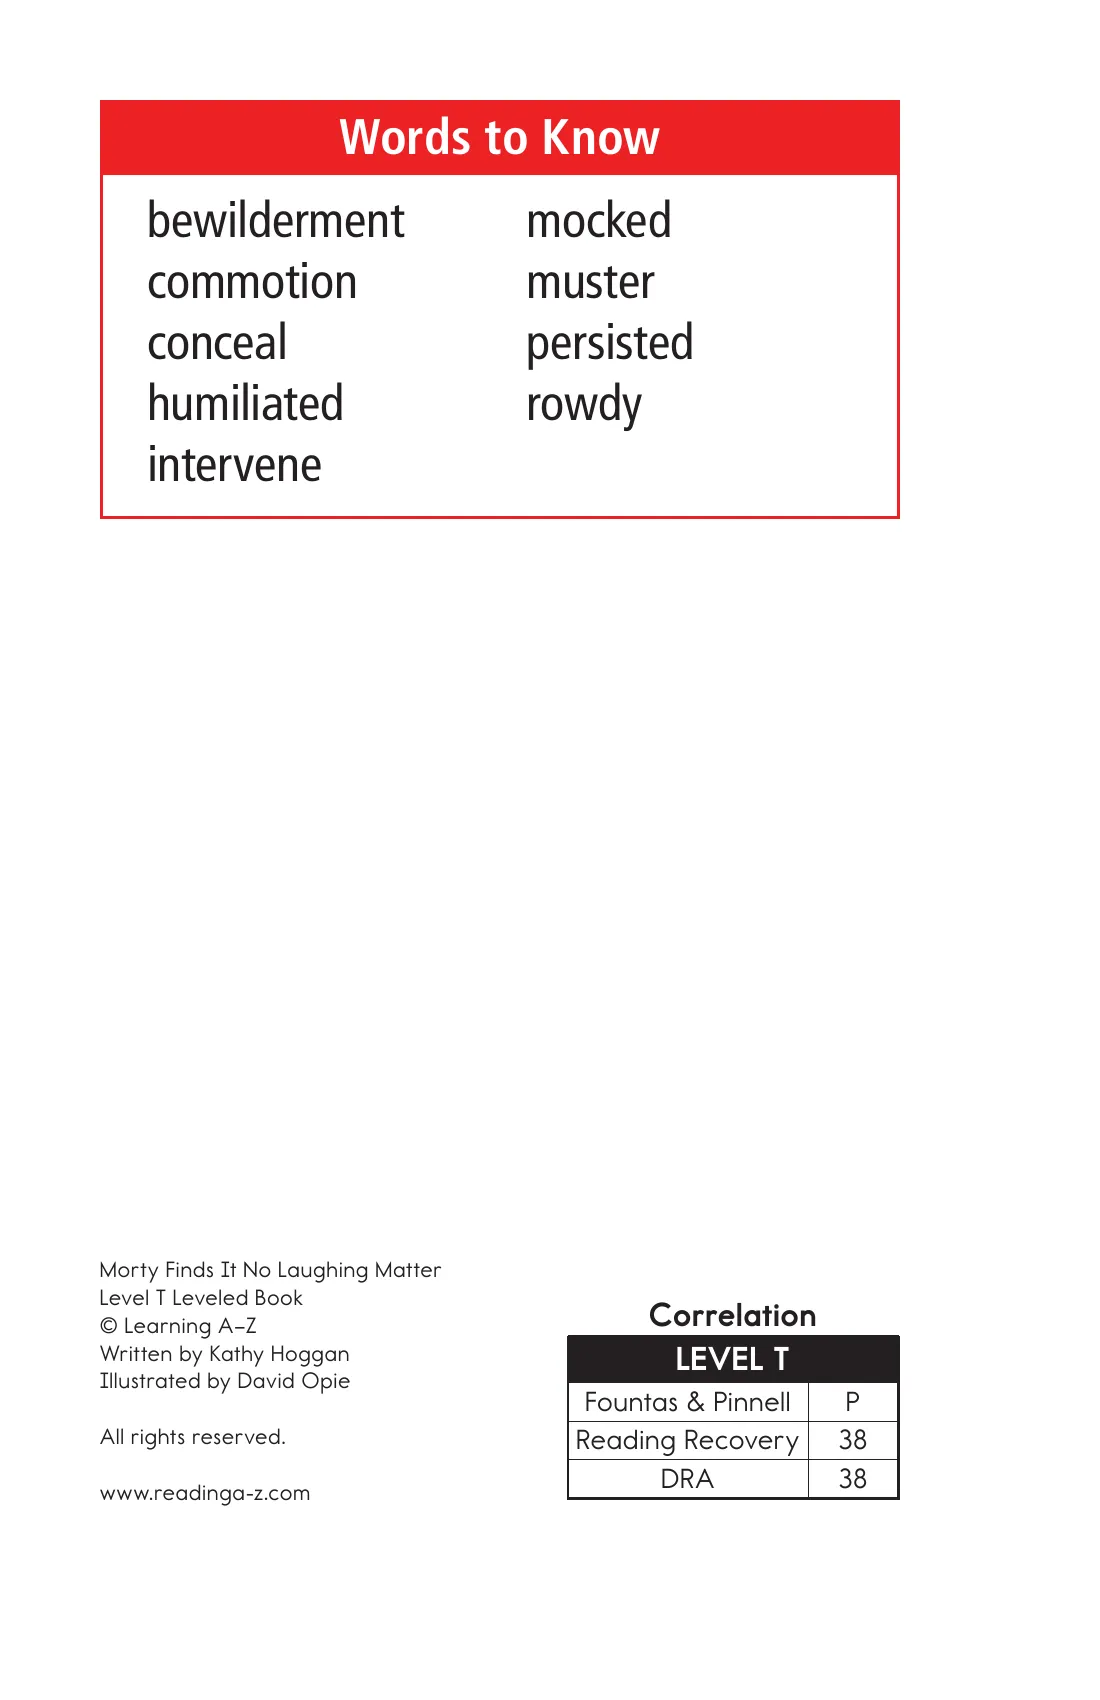 Words to Know
bewilderment
commotion
conceal
humiliated
intervene
mocked
muster
persisted
rowdy
Morty Finds It No Laughing Matter
Level T Leveled Book
© Learning A–Z
Written by Kathy Hoggan
Illustrated by David Opie
All rights reserved.
www.readinga-z.com
Correlation
LEVEL T
Fountas & Pinnell P
Reading Recovery 38
DRA 38